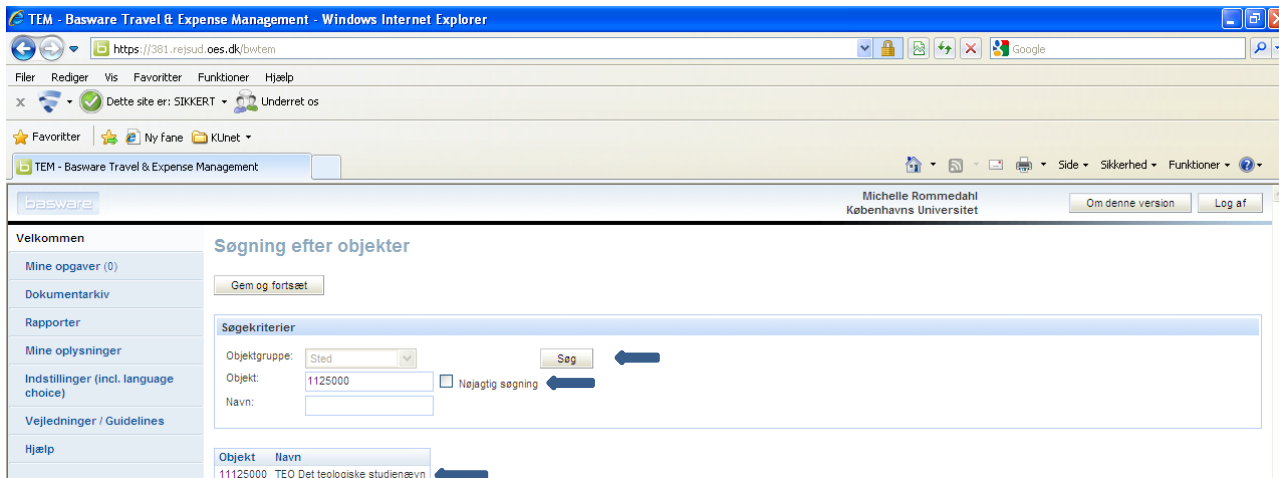 TEM - Basware Travel & Expense Management - Windows Internet Explorer
https://381.rejsud.oes.dk/bwtem
Google
Filer Rediger Vis Favoritter Funktioner Hjælp
x Dette site er: SIKKERT Underret os
Favoritter Ny fane KUnet
TEM - Basware Travel & Expense Management
Side Sikkerhed Funktioner
basware
Michelle Rommedahl
Københavns Universitet
Om denne version Log af
Velkommen
Mine opgaver (0)
Dokumentarkiv
Rapporter
Mine oplysninger
Indstillinger (incl. language
choice)
Vejledninger / Guidelines
Hjælp
Søgning efter objekter
Gem og fortsæt
Søgekriterier
Objektgruppe: Sted Søg
Objekt: 1125000 Nøjagtig søgning
Navn:
Objekt Navn
11125000 TEO Det teologiske studienævn